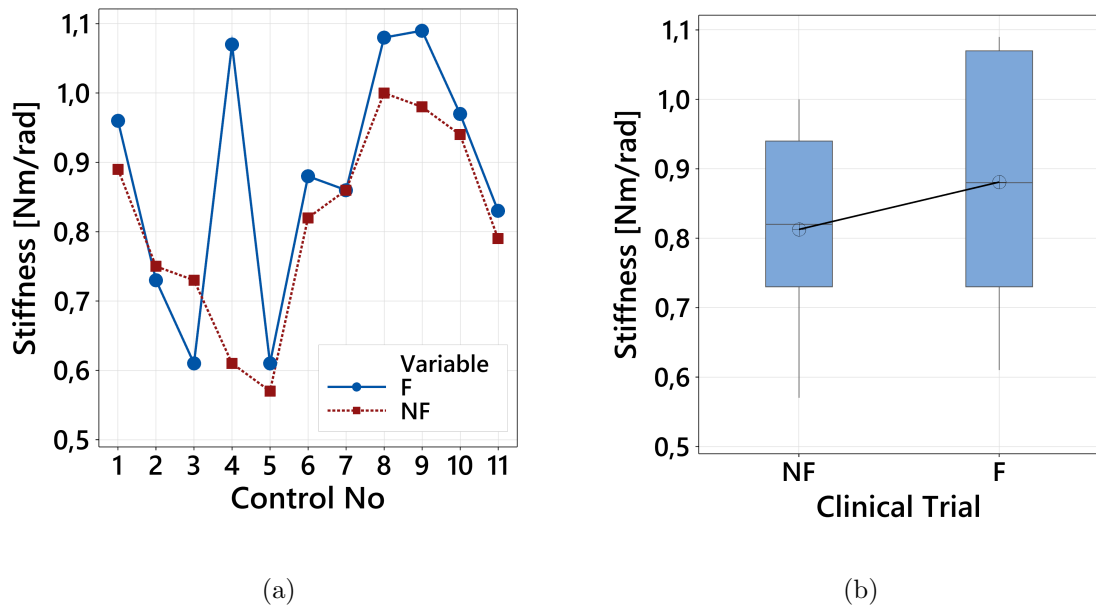 Stiffness [Nm/rad]
1,1
1,0
0,9
0,8
0,7
0,6
0,5
Variable
F
NF
1 2 3 4 5 6 7 8 9 10 11
Control No
(a)
Stiffness [Nm/rad]
1,1
1,0
0,9
0,8
0,7
0,6
0,5
NF F
Clinical Trial
(b)